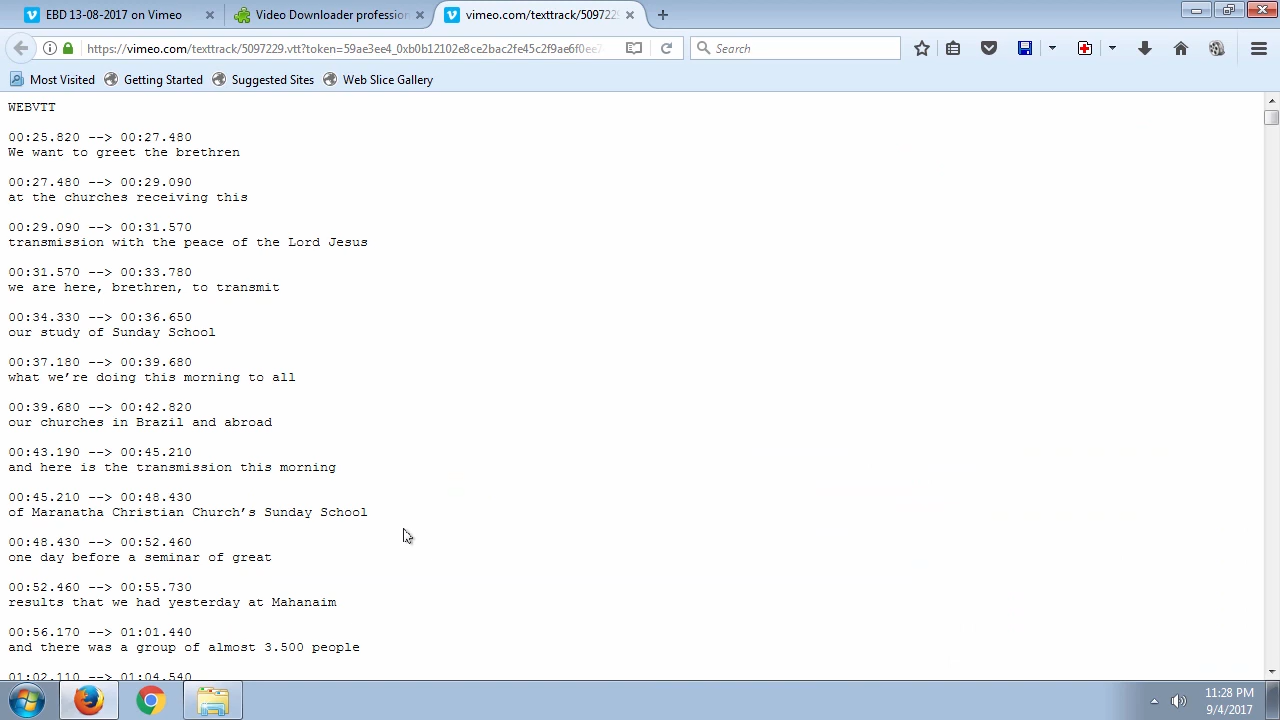 EBD 13-08-2017 on Vimeo
Video Downloader profession
vimeo.com/texttrack/509722
https://vimeo.com/texttrack/5097229.vtt?token=59ae3ee4_0xb0b12102e8ce2bac2fe45c2f9ae6f0ee
Search
Most Visited Getting Started Suggested Sites Web Slice Gallery
WEBVTT
00:25.820 --> 00:27.480
We want to greet the brethren
00:27.480 --> 00:29.090
at the churches receiving this
00:29.090 --> 00:31.570
transmission with the peace of the Lord Jesus
00:31.570 --> 00:33.780
we are here, brethren, to transmit
00:34.330 --> 00:36.650
our study of Sunday School
00:37.180 --> 00:39.680
what we’re doing this morning to all
00:39.680 --> 00:42.820
our churches in Brazil and abroad
00:43.190 --> 00:45.210
and here is the transmission this morning
00:45.210 --> 00:48.430
of Maranatha Christian Church’s Sunday School
00:48.430 --> 00:52.460
one day before a seminar of great
00:52.460 --> 00:55.730
results that we had yesterday at Mahanaim
00:56.170 --> 01:01.440
and there was a group of almost 3.500 people
01:02.110 --> 01:04.540
11:28 PM
9/4/2017